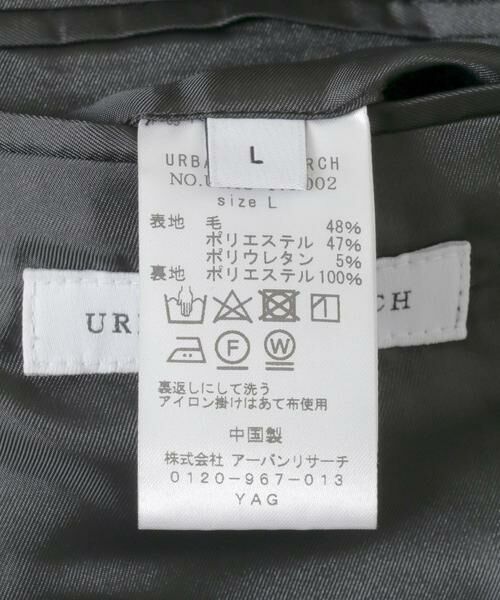 L
size L
表地 毛 48%
ポリエステル 47%
ポリウレタン 5%
裏地 ポリエステル 100%
F W
裏返しにして洗う
アイロン掛けはあて布使用
中国製
株式会社 アーバンリサーチ
0120-967-013
YAG